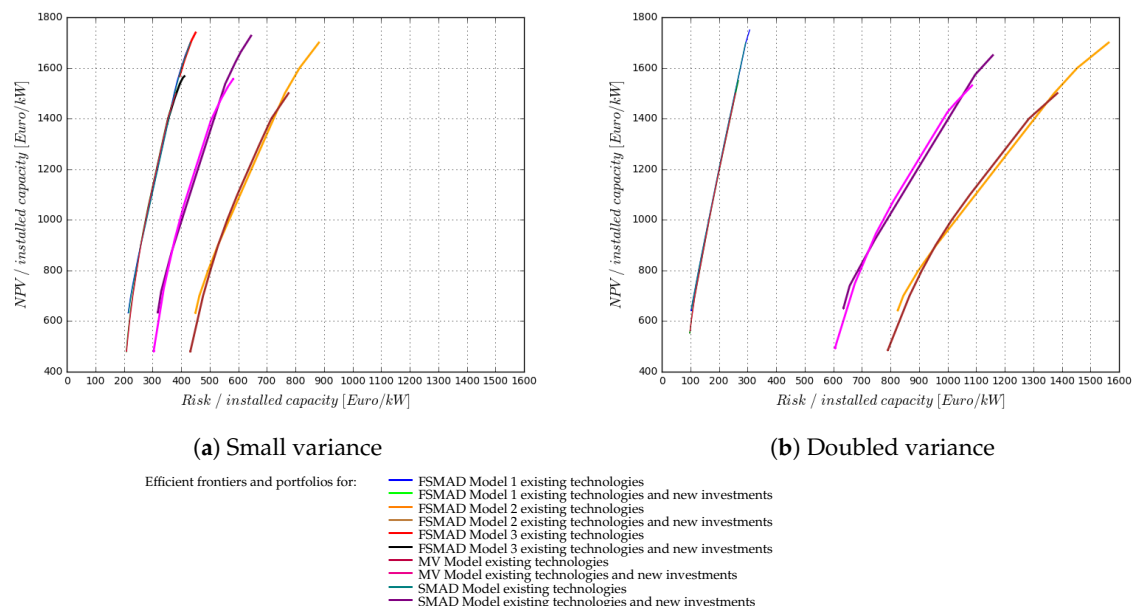 1800
1600
1400
1200
1000
800
600
400
0 100 200 300 400 500 600 700 800 900 1000 1100 1200 1300 1400 1500 1600
NPV / installed capacity [Euro/kW]
Risk / installed capacity [Euro/kW]
(a) Small variance
1800
1600
1400
1200
1000
800
600
400
0 100 200 300 400 500 600 700 800 900 1000 1100 1200 1300 1400 1500 1600
NPV / installed capacity [Euro/kW]
Risk / installed capacity [Euro/kW]
(b) Doubled variance
Efficient frontiers and portfolios for:
FSMAD Model 1 existing technologies
FSMAD Model 1 existing technologies and new investments
FSMAD Model 2 existing technologies
FSMAD Model 2 existing technologies and new investments
FSMAD Model 3 existing technologies
FSMAD Model 3 existing technologies and new investments
MV Model existing technologies
MV Model existing technologies and new investments
SMAD Model existing technologies
SMAD Model existing technologies and new investments